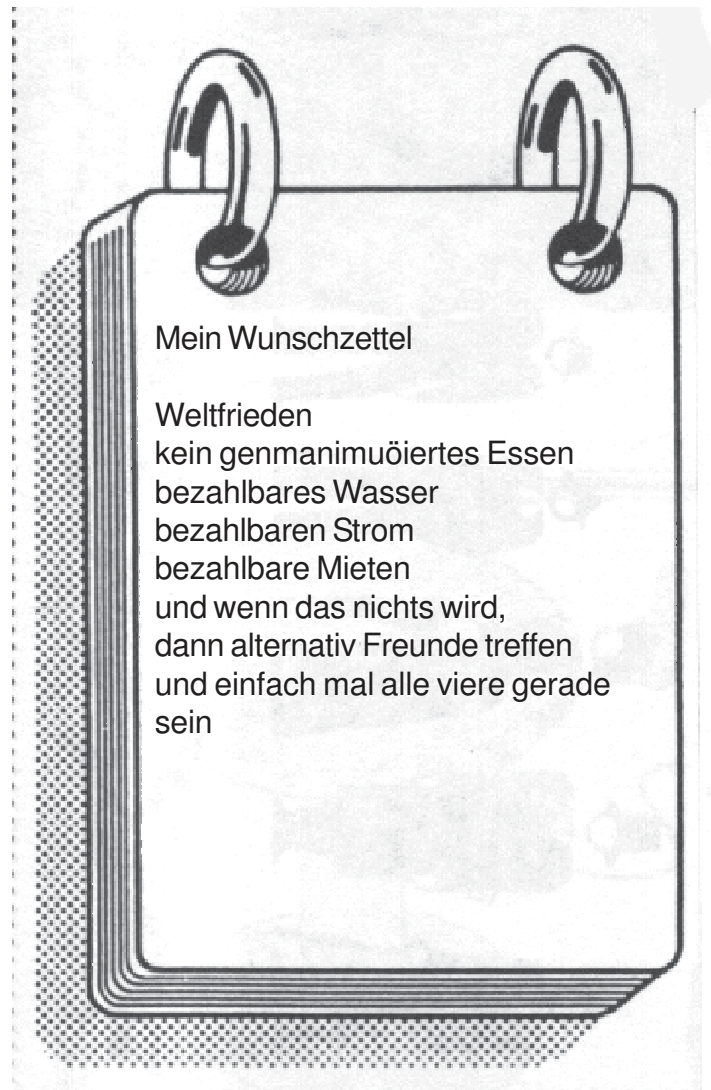 Mein Wunschzettel
Weltfrieden
kein genmanimuöiertes Essen
bezahlbares Wasser
bezahlbaren Strom
bezahlbare Mieten
und wenn das nichts wird,
dann alternativ Freunde treffen
und einfach mal alle viere gerade
sein